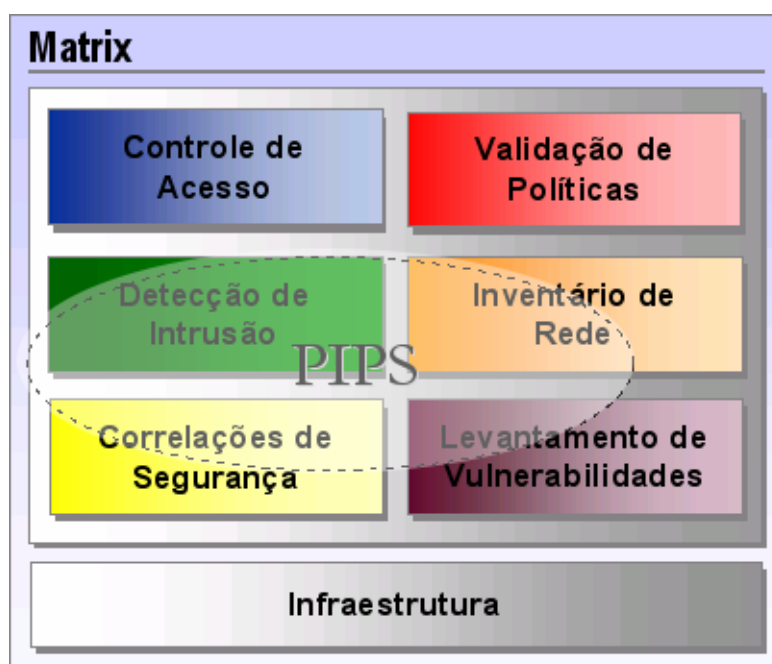 Matrix
Controle de
Acesso
Validação de
Políticas
Detecção de
Intrusão
Inventário de
Rede
PIPS
Correlações de
Segurança
Levantamento de
Vulnerabilidades
Infraestrutura